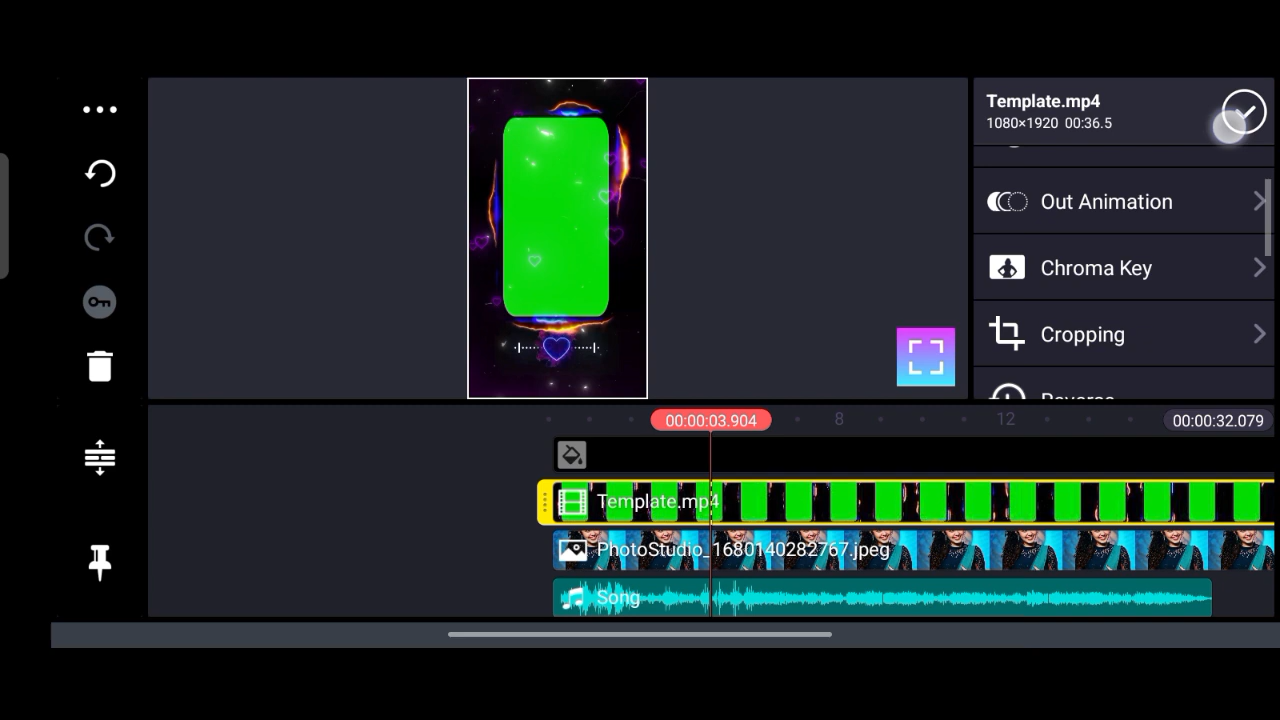 Template.mp4
1080×1920 00:36.5
Out Animation
Chroma Key
Cropping
Reverse
00:00:03.904
8
12
00:00:32.079
Template.mp4
PhotoStudio_1680140282767.jpeg
Song